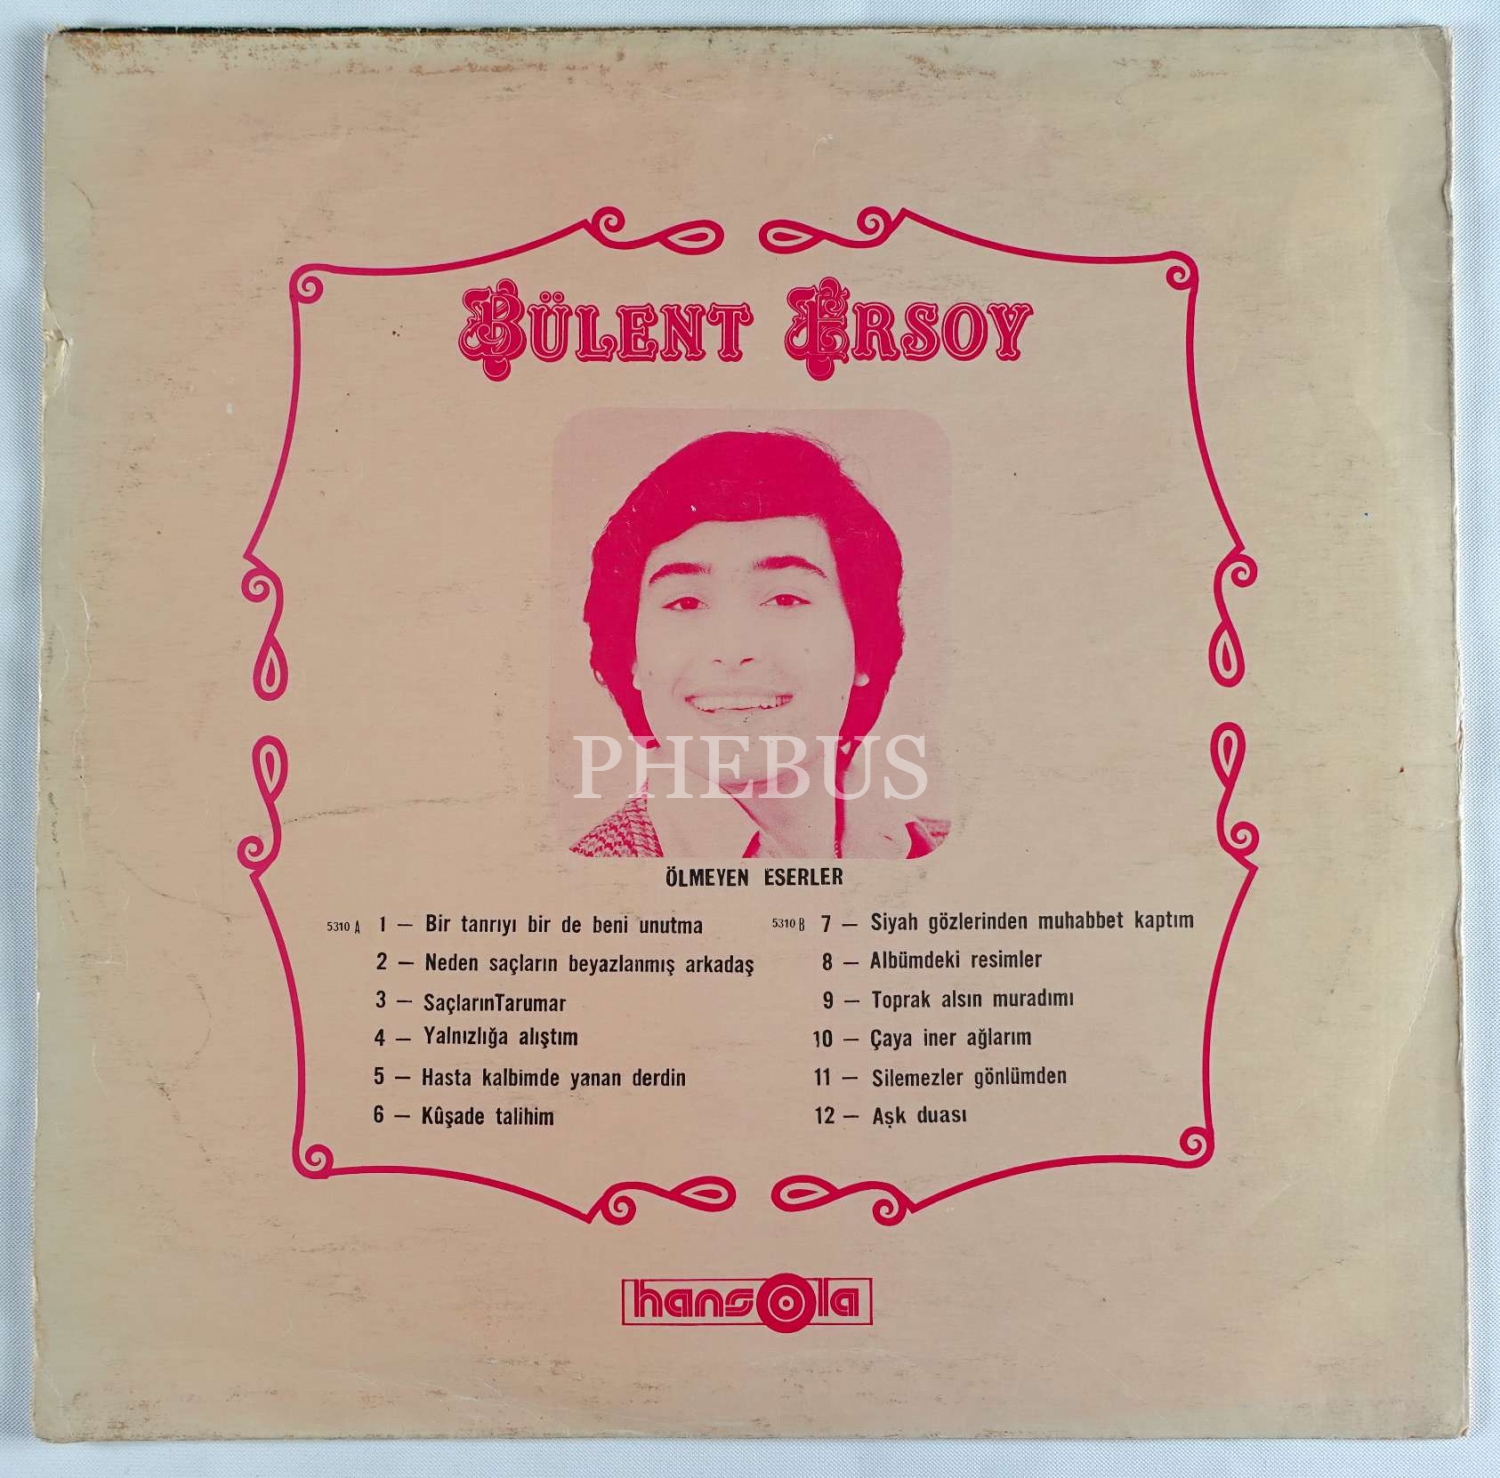 BÜLENT ERSOY
PHEBUS
ÖLMEYEN ESERLER
5310 A 1 — Bir tanrıyı bir de beni unutma
2 — Neden saçların beyazlanmış arkadaş
3 — SaçlarınTarumar
4 — Yalnızlığa alıştım
5 — Hasta kalbimde yanan derdin
6 — Kûşade talihim
5310 B 7 — Siyah gözlerinden muhabbet kaptım
8 — Albümdeki resimler
9 — Toprak alsın muradımı
10 — Çaya iner ağlarım
11 — Silemezler gönlümden
12 — Aşk duası
hansola